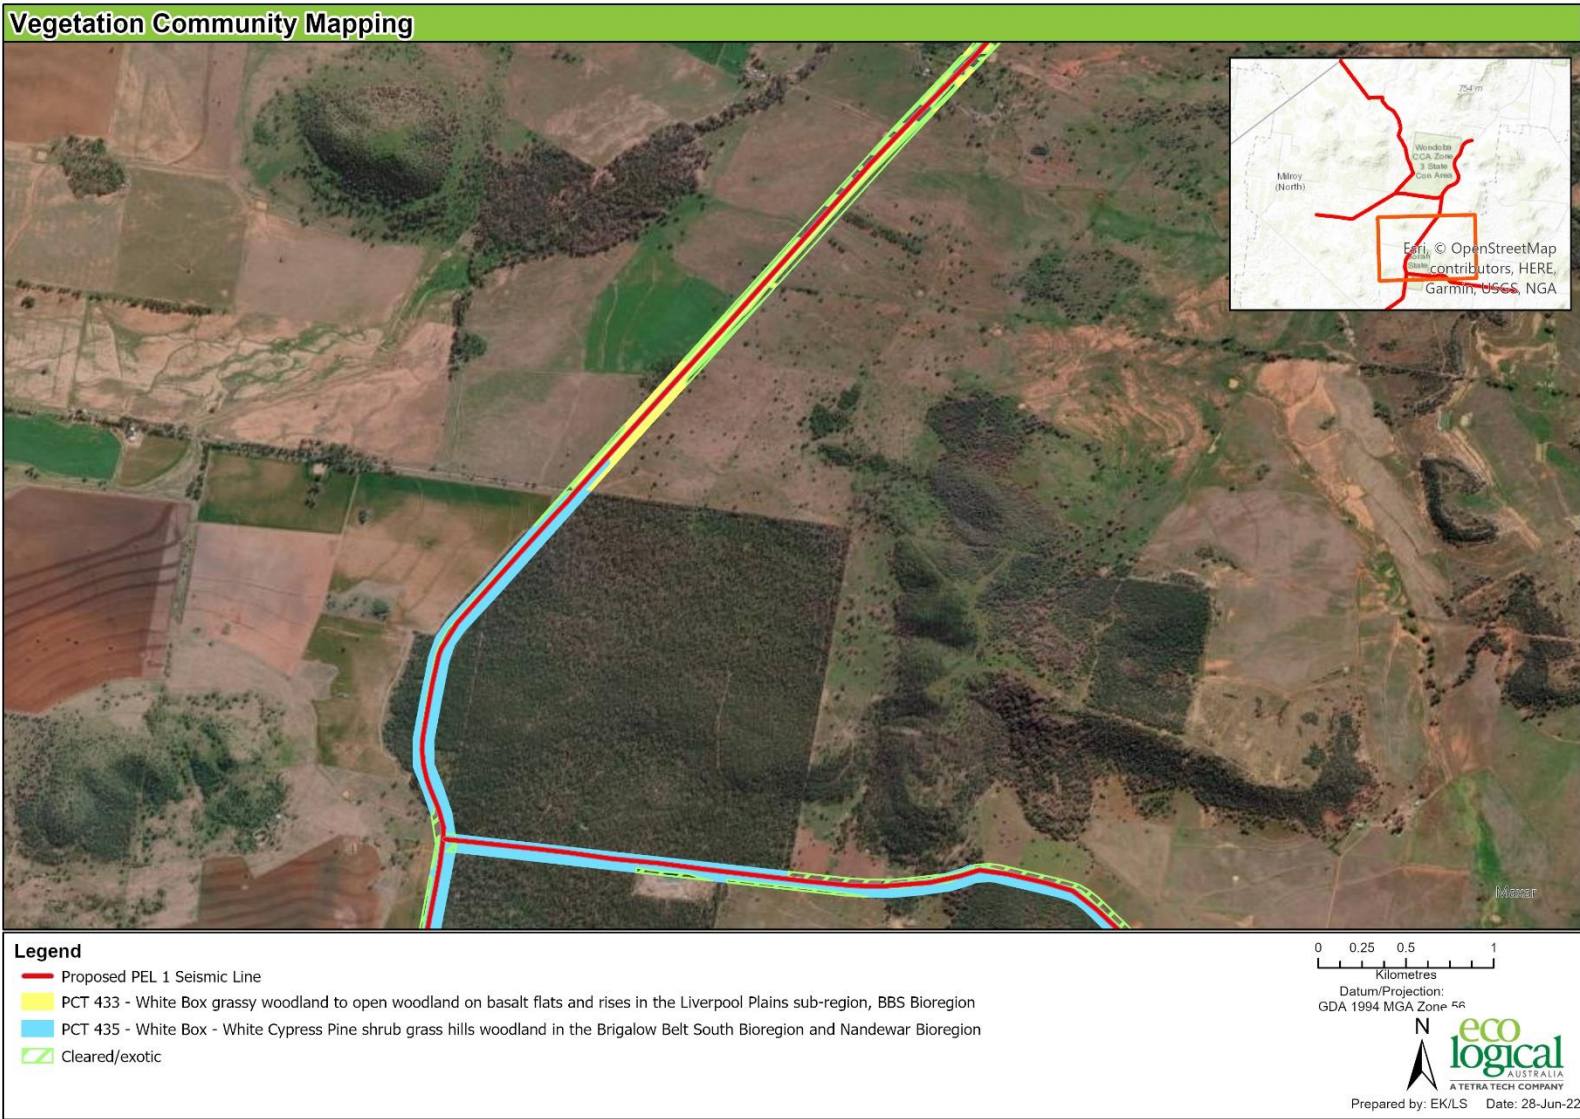 Vegetation Community Mapping
754 m
Wondoba
CCA Zone
3 State
Con Area
Milroy
(North)
Esri, © OpenStreetMap
State
contributors, HERE,
Garmin, USGS, NGA
Maxar
Legend
Proposed PEL 1 Seismic Line
PCT 433 - White Box grassy woodland to open woodland on basalt flats and rises in the Liverpool Plains sub-region, BBS Bioregion
PCT 435 - White Box - White Cypress Pine shrub grass hills woodland in the Brigalow Belt South Bioregion and Nandewar Bioregion
Cleared/exotic
0 0.25 0.5 1
Kilometres
Datum/Projection:
GDA 1994 MGA Zone 56
N
eco
logical
AUSTRALIA
A TETRA TECH COMPANY
Prepared by: EK/LS Date: 28-Jun-22